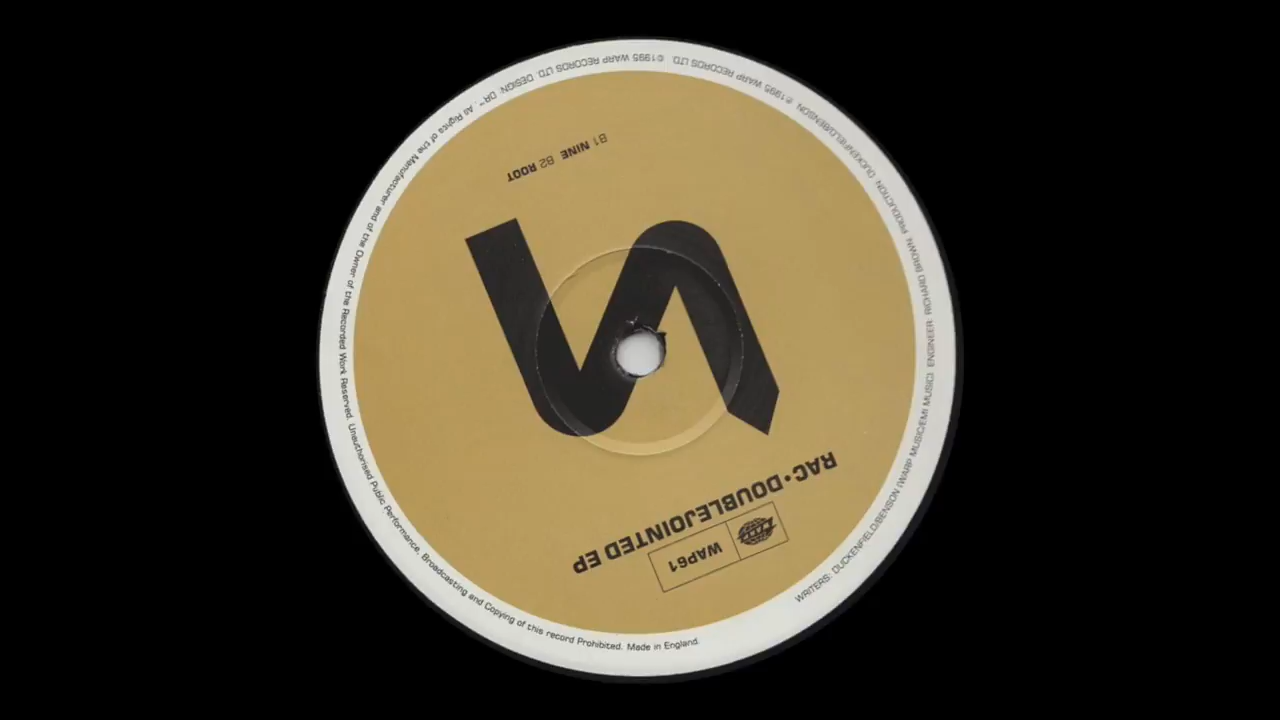 WAP61
RAC•DOUBLEJOINTED EP
B1 NINE B2 ROOT
WRITERS: DUCKENFIELD/BENSON (WARP MUSIC/EMI MUSIC) ENGINEER: RICHARD BROWN. PRODUCTION: DUCKENFIELD/BENSON. ℗1995 WARP RECORDS LTD. ©1995 WARP RECORDS LTD. DESIGN: DR™. All Rights of the Manufacturer and of the Owner of the Recorded Work Reserved. Unauthorised Public Performance, Broadcasting and Copying of this record Prohibited. Made in England.